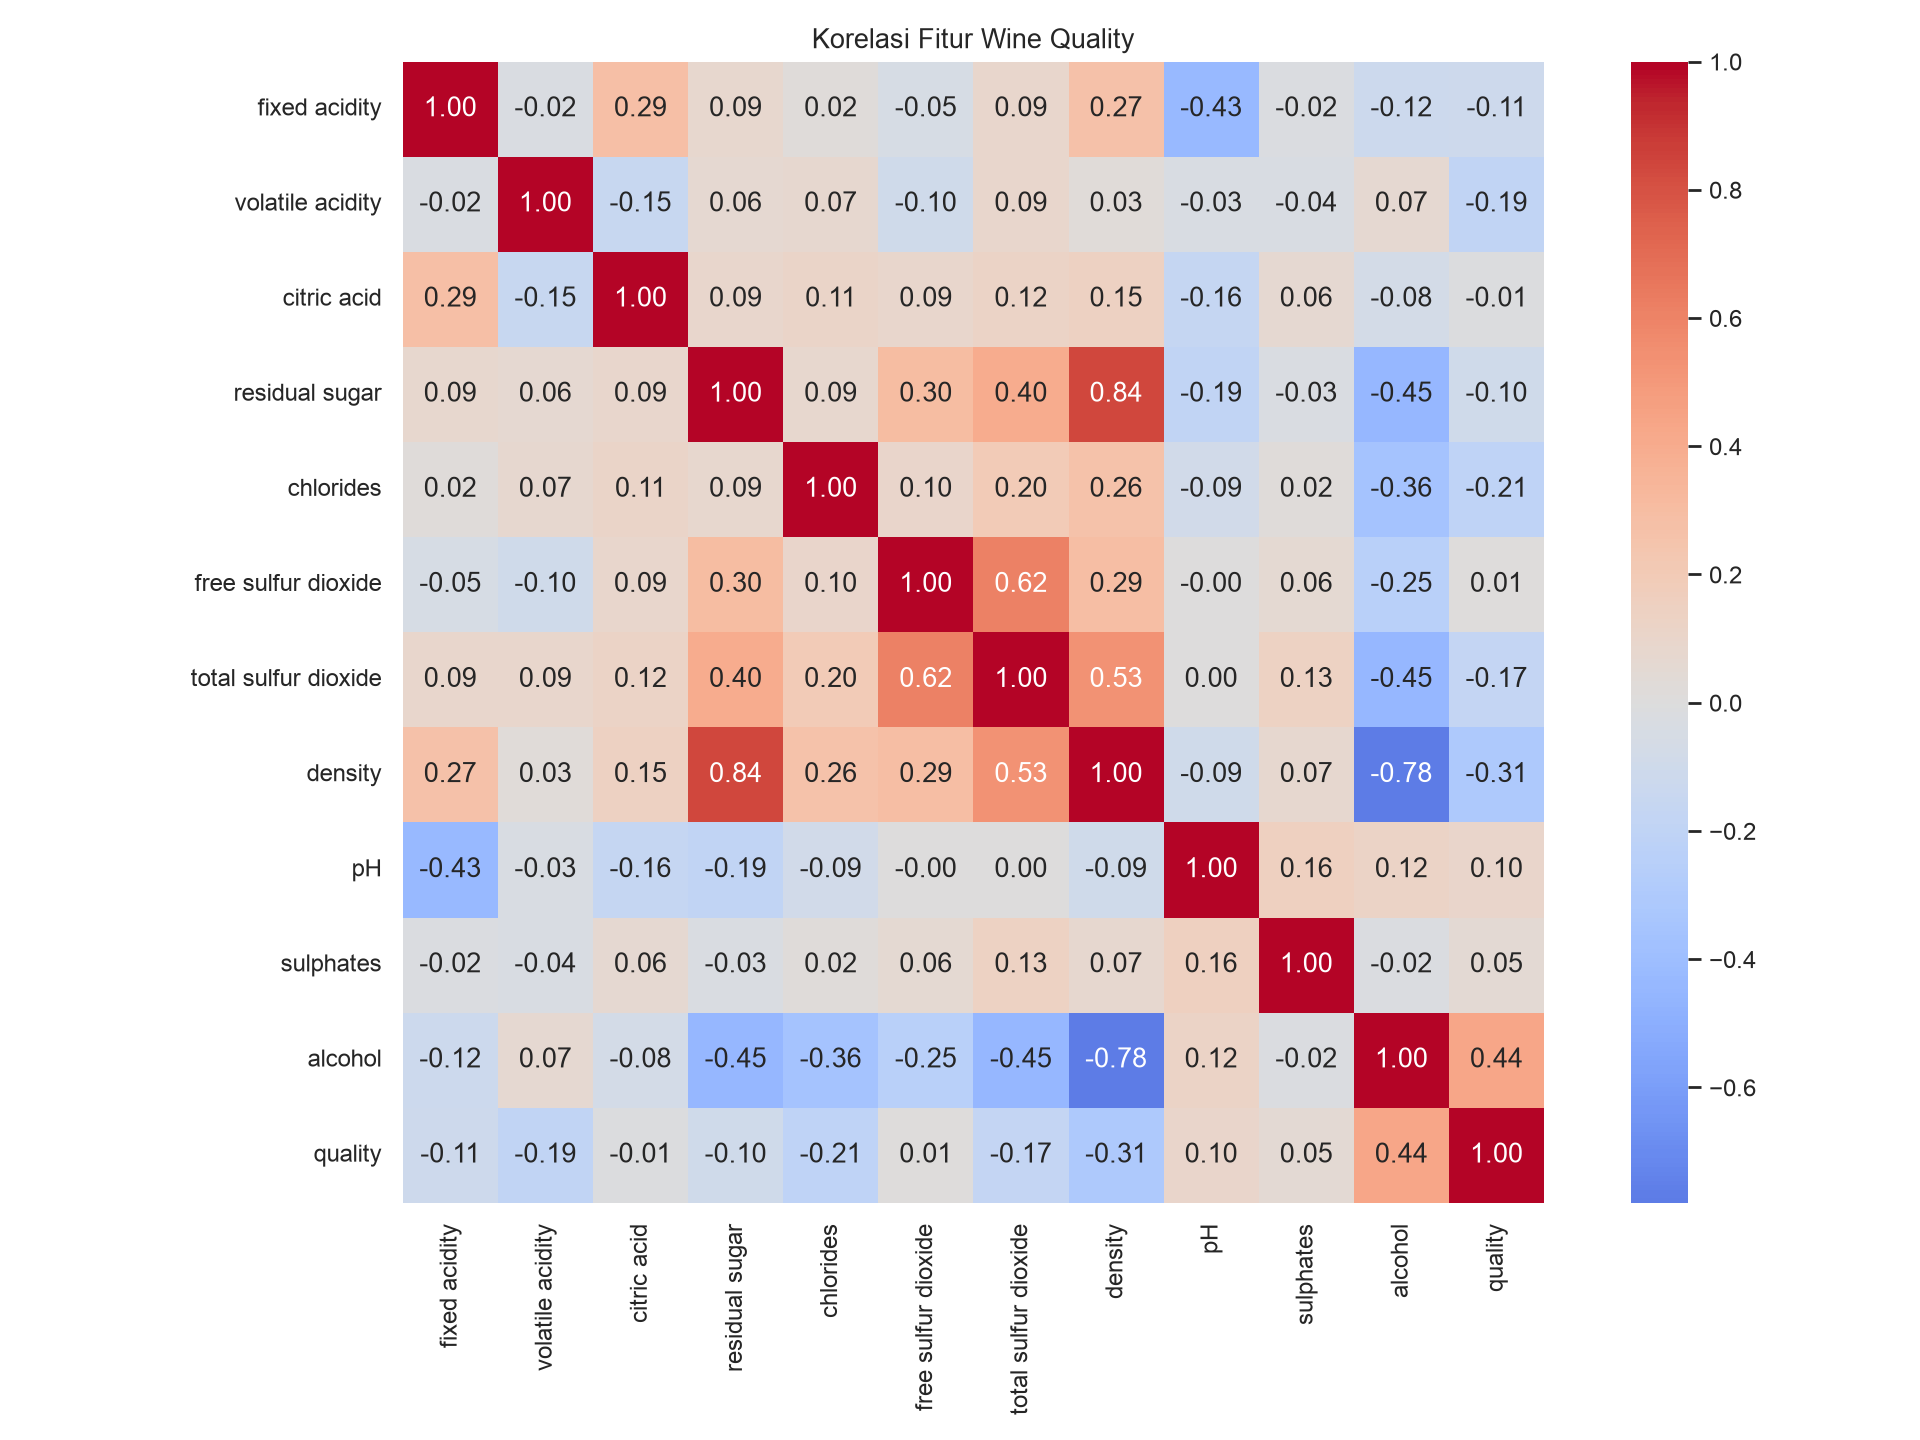 Korelasi Fitur Wine Quality
fixed acidity 1.00 -0.02 0.29 0.09 0.02 -0.05 0.09 0.27 -0.43 -0.02 -0.12 -0.11
volatile acidity -0.02 1.00 -0.15 0.06 0.07 -0.10 0.09 0.03 -0.03 -0.04 0.07 -0.19
citric acid 0.29 -0.15 1.00 0.09 0.11 0.09 0.12 0.15 -0.16 0.06 -0.08 -0.01
residual sugar 0.09 0.06 0.09 1.00 0.09 0.30 0.40 0.84 -0.19 -0.03 -0.45 -0.10
chlorides 0.02 0.07 0.11 0.09 1.00 0.10 0.20 0.26 -0.09 0.02 -0.36 -0.21
free sulfur dioxide -0.05 -0.10 0.09 0.30 0.10 1.00 0.62 0.29 -0.00 0.06 -0.25 0.01
total sulfur dioxide 0.09 0.09 0.12 0.40 0.20 0.62 1.00 0.53 0.00 0.13 -0.45 -0.17
density 0.27 0.03 0.15 0.84 0.26 0.29 0.53 1.00 -0.09 0.07 -0.78 -0.31
pH -0.43 -0.03 -0.16 -0.19 -0.09 -0.00 0.00 -0.09 1.00 0.16 0.12 0.10
sulphates -0.02 -0.04 0.06 -0.03 0.02 0.06 0.13 0.07 0.16 1.00 -0.02 0.05
alcohol -0.12 0.07 -0.08 -0.45 -0.36 -0.25 -0.45 -0.78 0.12 -0.02 1.00 0.44
quality -0.11 -0.19 -0.01 -0.10 -0.21 0.01 -0.17 -0.31 0.10 0.05 0.44 1.00
fixed acidity
volatile acidity
citric acid
residual sugar
chlorides
free sulfur dioxide
total sulfur dioxide
density
pH
sulphates
alcohol
quality
1.0
0.8
0.6
0.4
0.2
0.0
−0.2
−0.4
−0.6